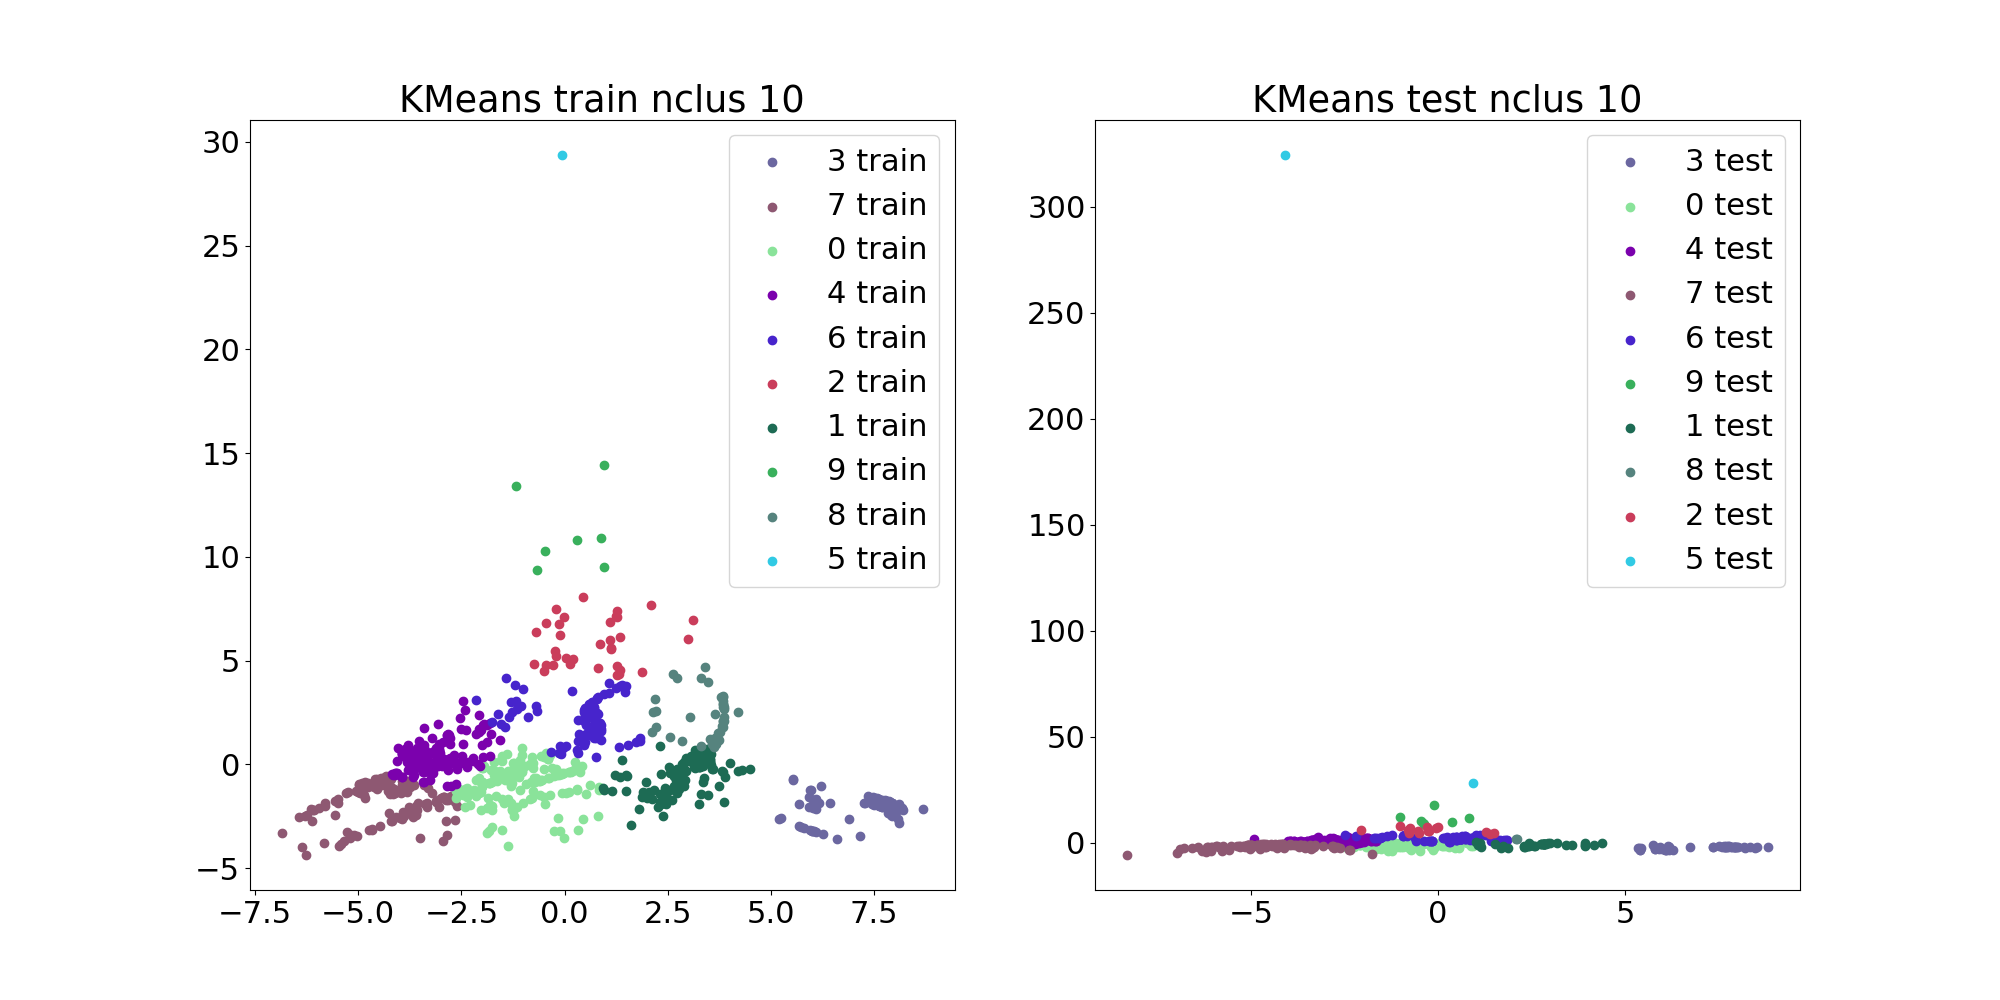 KMeans train nclus 10
30
25
20
15
10
5
0
−5
−7.5 −5.0 −2.5 0.0 2.5 5.0 7.5
3 train
7 train
0 train
4 train
6 train
2 train
1 train
9 train
8 train
5 train
KMeans test nclus 10
300
250
200
150
100
50
0
−5 0 5
3 test
0 test
4 test
7 test
6 test
9 test
1 test
8 test
2 test
5 test